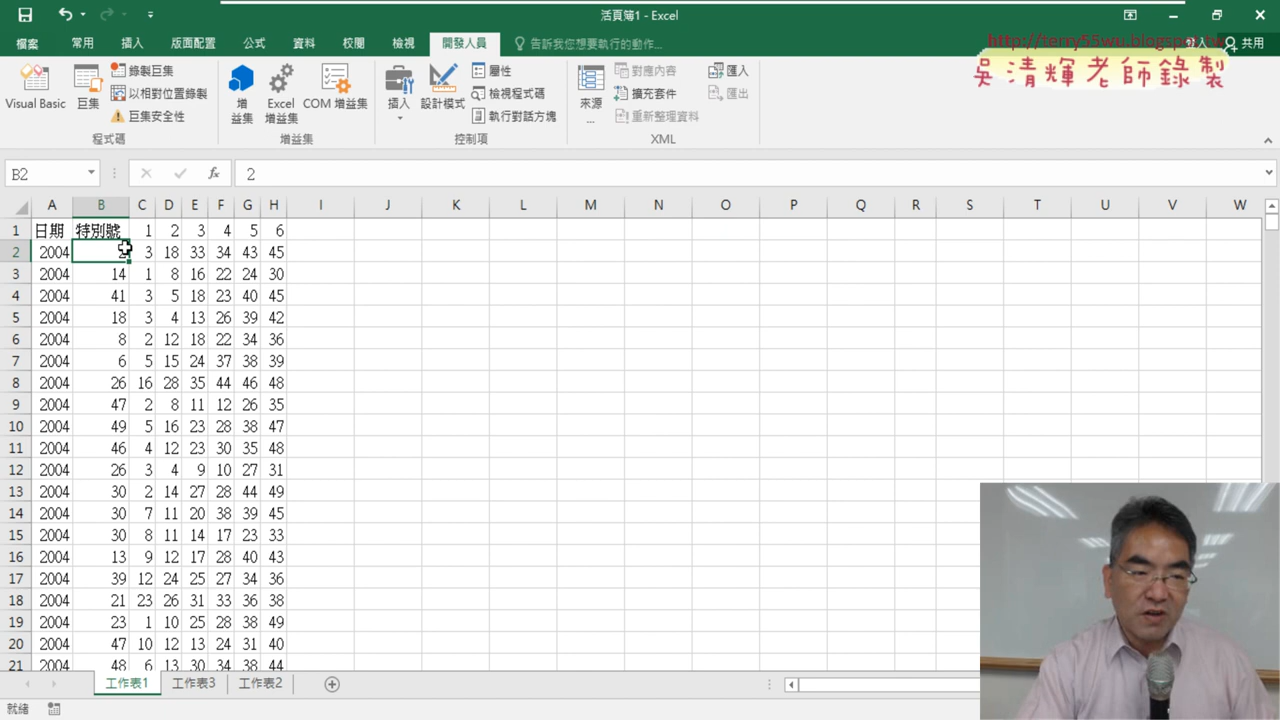 活頁簿1 - Excel
檔案 常用 插入 版面配置 公式 資料 校閱 檢視 開發人員 告訴我您想要執行的動作... 共用
http://terry55wu.blogspot.tw
吳清輝老師錄製
Visual Basic 巨集 錄製巨集 以相對位置錄製 巨集安全性
增益集 Excel 增益集 COM 增益集
插入 設計模式 屬性 檢視程式碼 執行對話方塊
來源... 對應內容 擴充套件 重新整理資料 匯入 匯出
程式碼 增益集 控制項 XML
B2 fx 2
A B C D E F G H I J K L M N O P Q R S T U V W
1 日期 特別號 1 2 3 4 5 6
2 2004 2 3 18 33 34 43 45
3 2004 14 1 8 16 22 24 30
4 2004 41 3 5 18 23 40 45
5 2004 18 3 4 13 26 39 42
6 2004 8 2 12 18 22 34 36
7 2004 6 5 15 24 37 38 39
8 2004 26 16 28 35 44 46 48
9 2004 47 2 8 11 12 26 35
10 2004 49 5 16 23 28 38 47
11 2004 46 4 12 23 30 35 48
12 2004 26 3 4 9 10 27 31
13 2004 30 2 14 27 28 44 49
14 2004 30 7 11 20 38 39 45
15 2004 30 8 11 14 17 23 33
16 2004 13 9 12 17 28 40 43
17 2004 39 12 24 25 27 34 36
18 2004 21 23 26 31 33 36 38
19 2004 23 1 10 25 28 38 49
20 2004 47 10 12 13 24 31 40
21 2004 48 6 13 30 34 38 44
工作表1 工作表3 工作表2
就緒